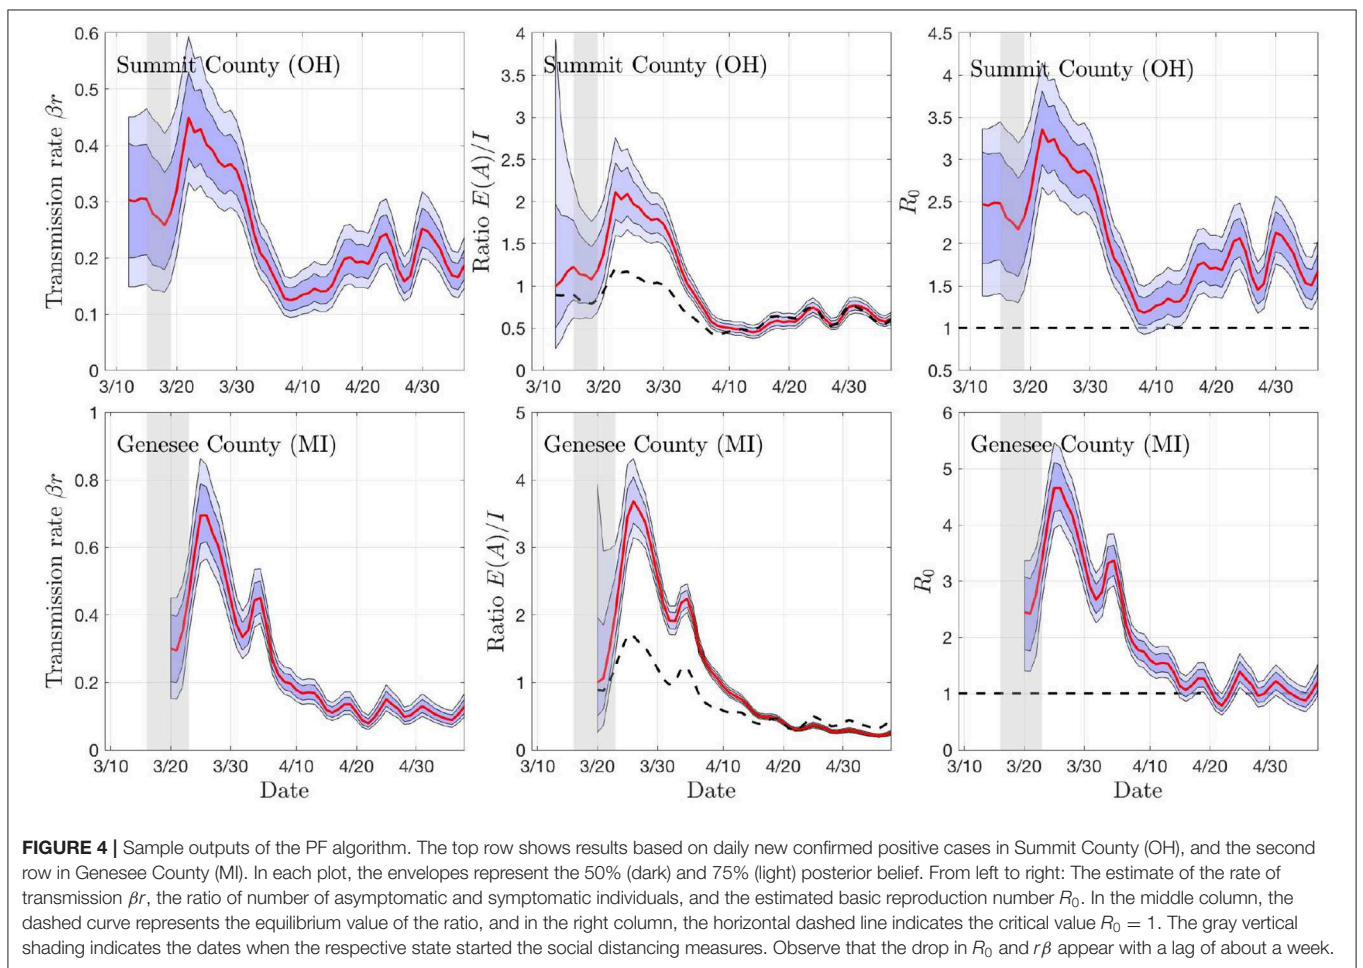 Summit County (OH)
Transmission rate βr
0.6
0.5
0.4
0.3
0.2
0.1
0
3/10 3/20 3/30 4/10 4/20 4/30
Summit County (OH)
Ratio E(A)/I
4
3.5
3
2.5
2
1.5
1
0.5
0
3/10 3/20 3/30 4/10 4/20 4/30
Summit County (OH)
R0
4.5
4
3.5
3
2.5
2
1.5
1
0.5
3/10 3/20 3/30 4/10 4/20 4/30
Genesee County (MI)
Transmission rate βr
1
0.8
0.6
0.4
0.2
0
3/10 3/20 3/30 4/10 4/20 4/30
Date
Genesee County (MI)
Ratio E(A)/I
5
4
3
2
1
0
3/10 3/20 3/30 4/10 4/20 4/30
Date
Genesee County (MI)
R0
6
5
4
3
2
1
0
3/10 3/20 3/30 4/10 4/20 4/30
Date
FIGURE 4 | Sample outputs of the PF algorithm. The top row shows results based on daily new confirmed positive cases in Summit County (OH), and the second
row in Genesee County (MI). In each plot, the envelopes represent the 50% (dark) and 75% (light) posterior belief. From left to right: The estimate of the rate of
transmission βr, the ratio of number of asymptomatic and symptomatic individuals, and the estimated basic reproduction number R0. In the middle column, the
dashed curve represents the equilibrium value of the ratio, and in the right column, the horizontal dashed line indicates the critical value R0 = 1. The gray vertical
shading indicates the dates when the respective state started the social distancing measures. Observe that the drop in R0 and rβ appear with a lag of about a week.